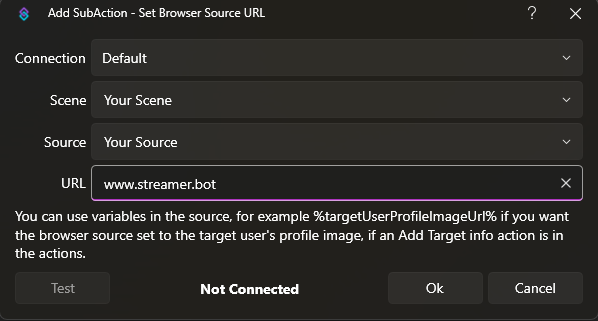 Add SubAction - Set Browser Source URL
Connection Default
Scene Your Scene
Source Your Source
URL www.streamer.bot
You can use variables in the source, for example %targetUserProfileImageUrl% if you want
the browser source set to the target user's profile image, if an Add Target info action is in
the actions.
Test Not Connected Ok Cancel